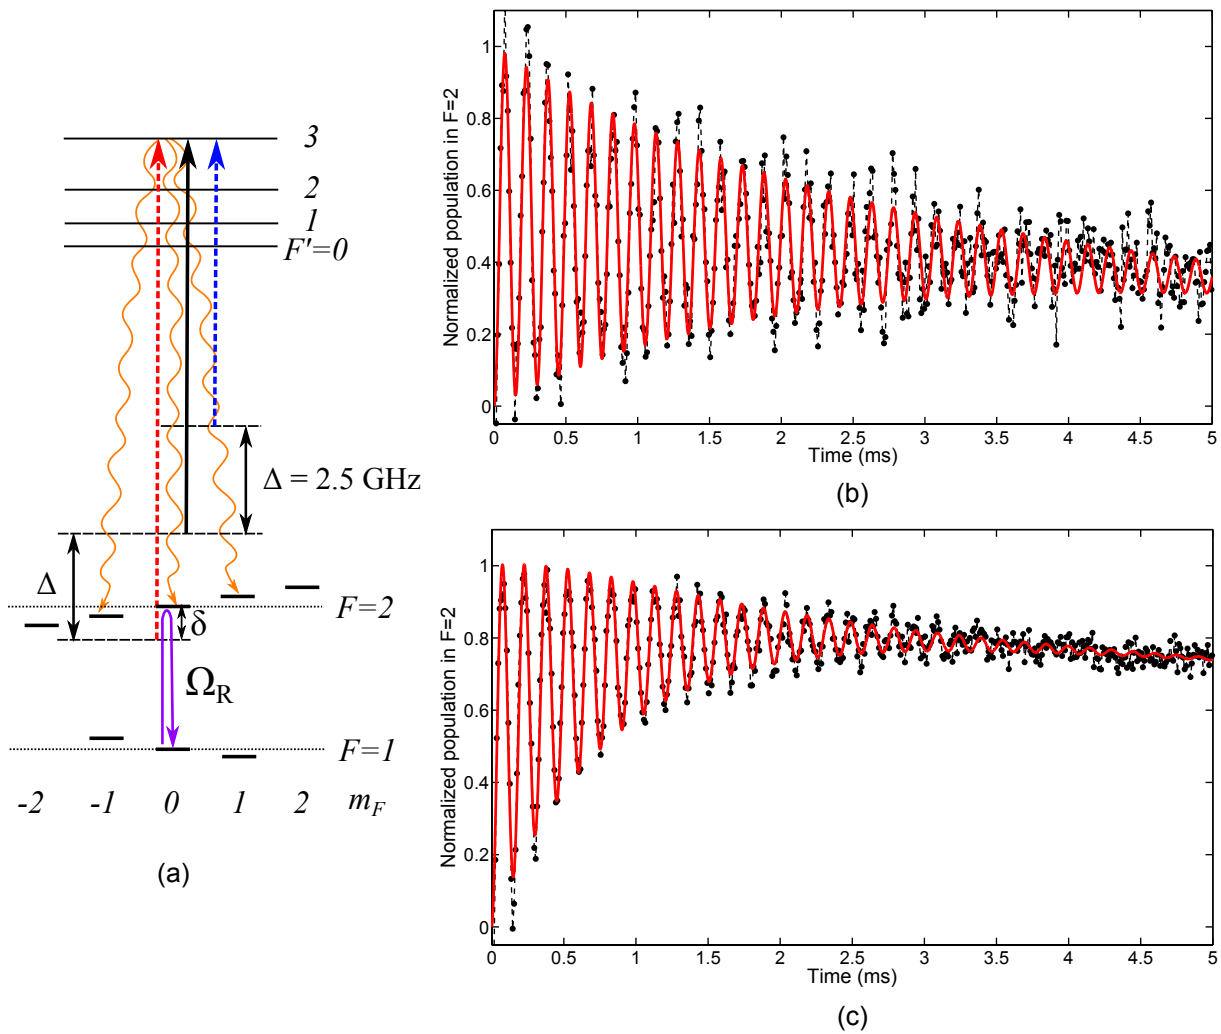 3
2
1
F'=0
Δ = 2.5 GHz
Δ
F=2
δ
Ω_R
F=1
-2 -1 0 1 2 m_F
(a)
Normalized population in F=2
1
0.8
0.6
0.4
0.2
0
0 0.5 1 1.5 2 2.5 3 3.5 4 4.5 5
Time (ms)
(b)
Normalized population in F=2
1
0.8
0.6
0.4
0.2
0
0 0.5 1 1.5 2 2.5 3 3.5 4 4.5 5
Time (ms)
(c)